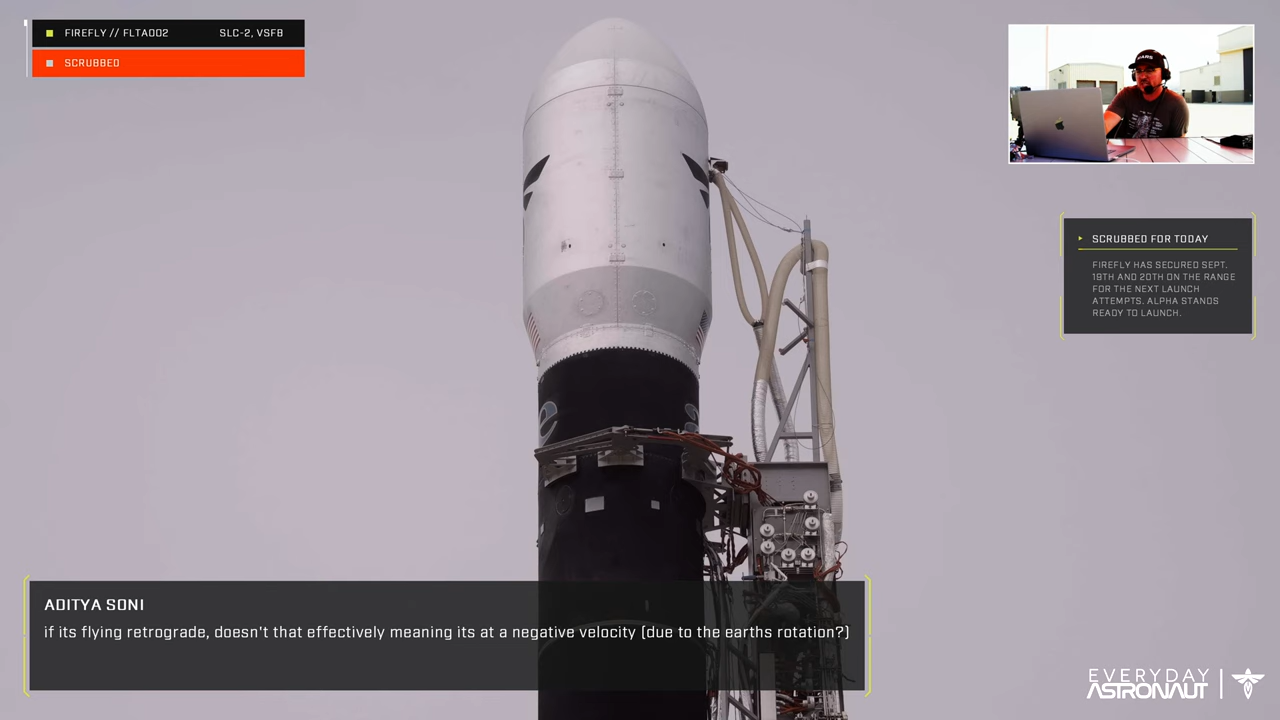 FIREFLY // FLTA002 SLC-2, VSFB
SCRUBBED
MARS
SCRUBBED FOR TODAY
FIREFLY HAS SECURED SEPT.
19TH AND 20TH ON THE RANGE
FOR THE NEXT LAUNCH
ATTEMPTS. ALPHA STANDS
READY TO LAUNCH.
ADITYA SONI
if its flying retrograde, doesn't that effectively meaning its at a negative velocity (due to the earths rotation?)
EVERYDAY
ASTRONAUT